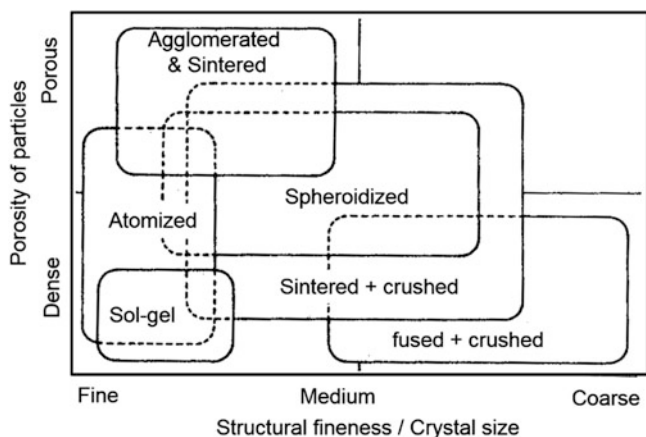 Porosity of particles
Porous
Dense
Agglomerated
& Sintered
Spheroidized
Atomized
Sintered + crushed
Sol-gel
fused + crushed
Fine
Medium
Coarse
Structural fineness / Crystal size